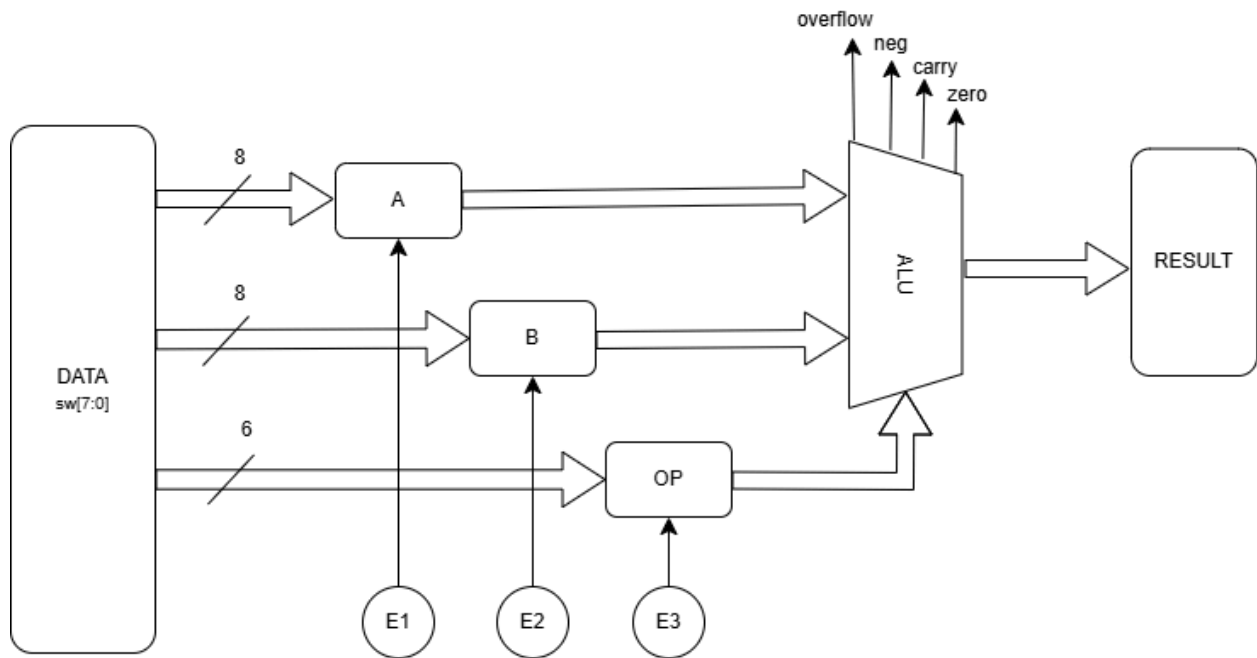 overflow
neg
carry
zero
8
A
ALU
RESULT
8
B
DATA
sw[7:0]
6
OP
E1
E2
E3